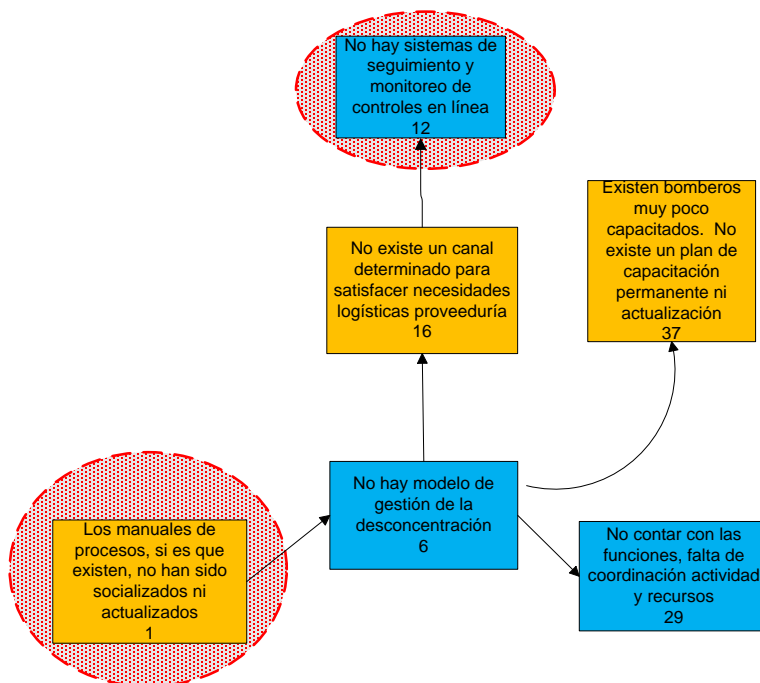 No hay sistemas de
seguimiento y
monitoreo de
controles en línea
12
Existen bomberos
muy poco
capacitados. No
existe un plan de
capacitación
permanente ni
actualización
37
No existe un canal
determinado para
satisfacer necesidades
logísticas proveeduría
16
No hay modelo de
gestión de la
desconcentración
6
Los manuales de
procesos, si es que
existen, no han sido
socializados ni
actualizados
1
No contar con las
funciones, falta de
coordinación actividad
y recursos
29